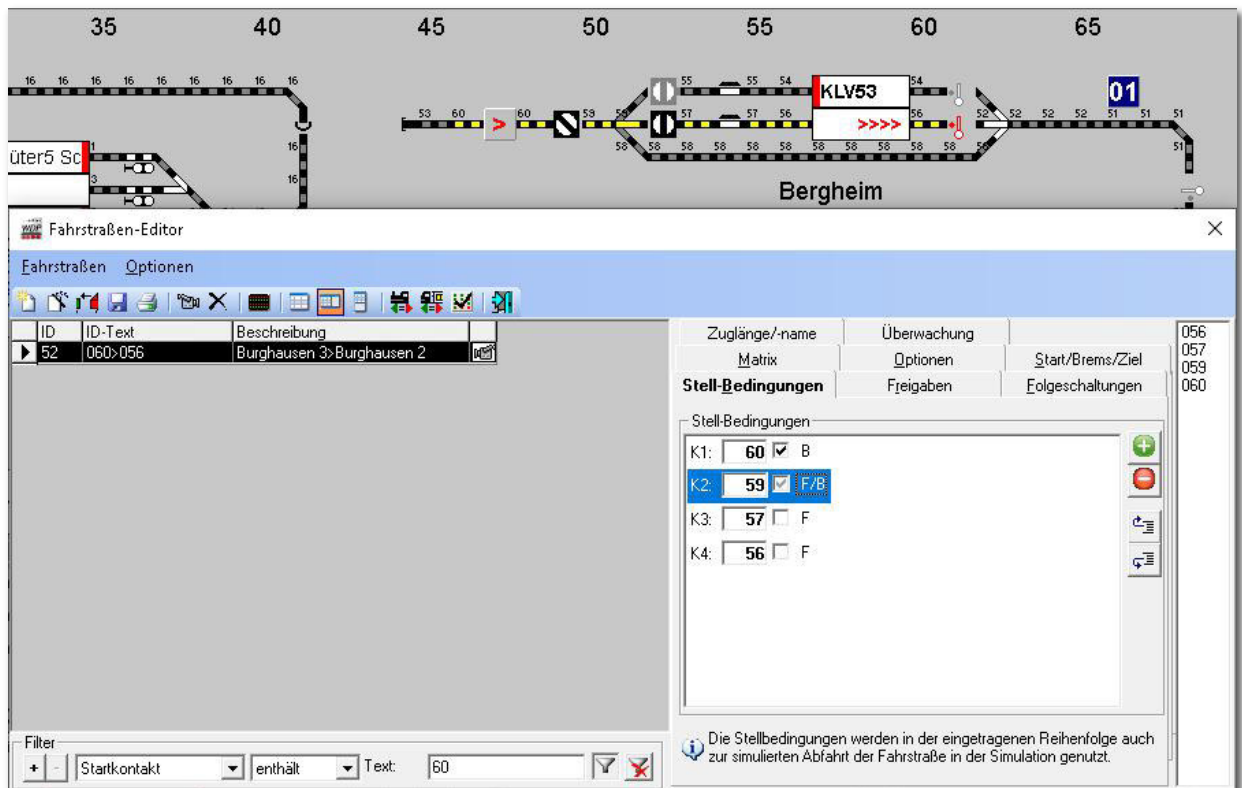 35 40 45 50 55 60 65
16 16 16 16 16 16 16 16 16 55 55 54 54
KLV53
01
53 60 > 60 59 59 59 57 57 56 >>>> 56 52 52 52 52 51 51 51
16 58 58 58 58 58 58 58 58 58 58 58 58 51
üter5 Sc 1
3 16
Bergheim
Fahrstraßen-Editor
Fahrstraßen Optionen
ID ID-Text Beschreibung
52 060>056 Burghausen 3>Burghausen 2
Zuglänge/-name Überwachung
Matrix Optionen Start/Brems/Ziel
Stell-Bedingungen Freigaben Folgeschaltungen
056
057
059
060
Stell-Bedingungen
K1: 60 B
K2: 59 F/B
K3: 57 F
K4: 56 F
Die Stellbedingungen werden in der eingetragenen Reihenfolge auch
zur simulierten Abfahrt der Fahrstraße in der Simulation genutzt.
Filter
+ - Startkontakt enthält Text: 60